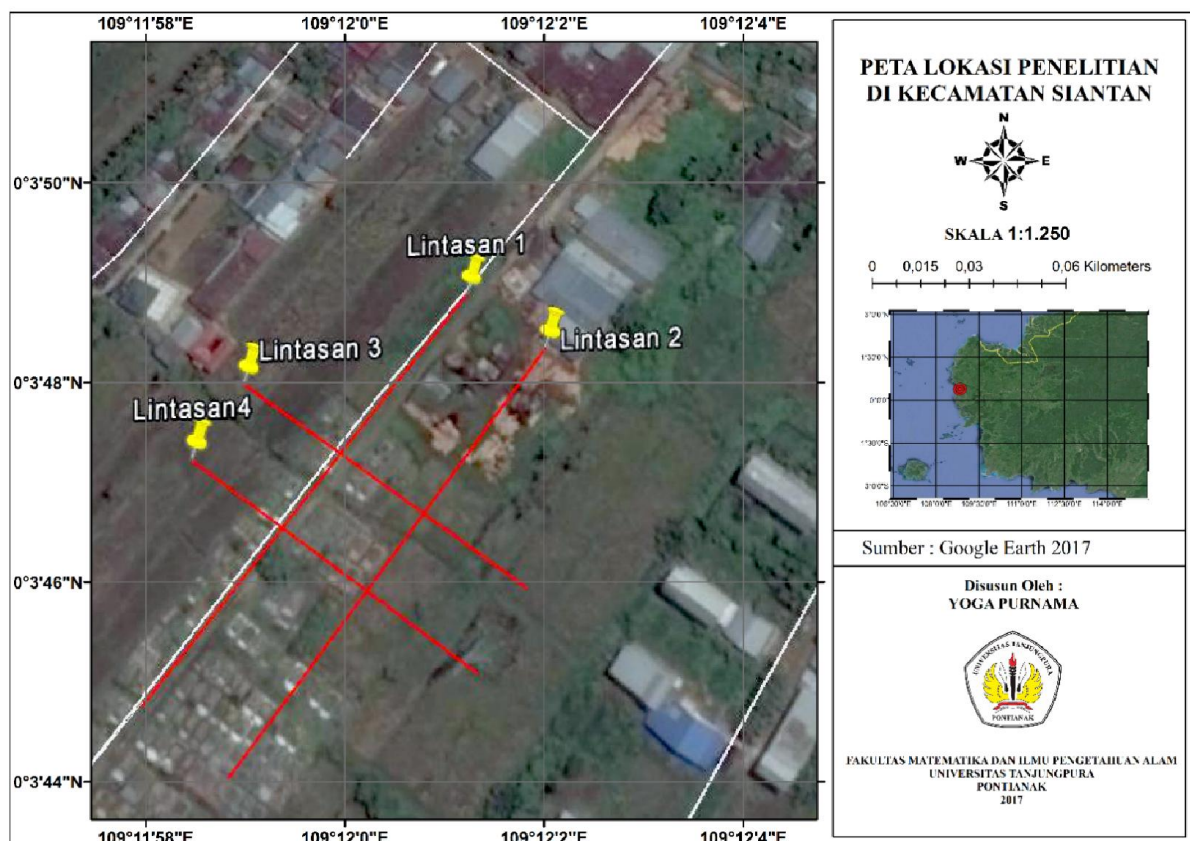 109°11'58"E 109°12'0"E 109°12'2"E 109°12'4"E
0°3'50"N
0°3'48"N
0°3'46"N
0°3'44"N
Lintasan 1
Lintasan 2
Lintasan 3
Lintasan4
109°11'58"E 109°12'0"E 109°12'2"E 109°12'4"E
PETA LOKASI PENELITIAN
DI KECAMATAN SIANTAN
N
W E
S
SKALA 1:1.250
0 0,015 0,03 0,06 Kilometers
Sumber : Google Earth 2017
Disusun Oleh :
YOGA PURNAMA
UNIVERSITAS TANJUNGPURA
PONTIANAK
FAKULTAS MATEMATIKA DAN ILMU PENGETAHUAN ALAM
UNIVERSITAS TANJUNGPURA
PONTIANAK
2017